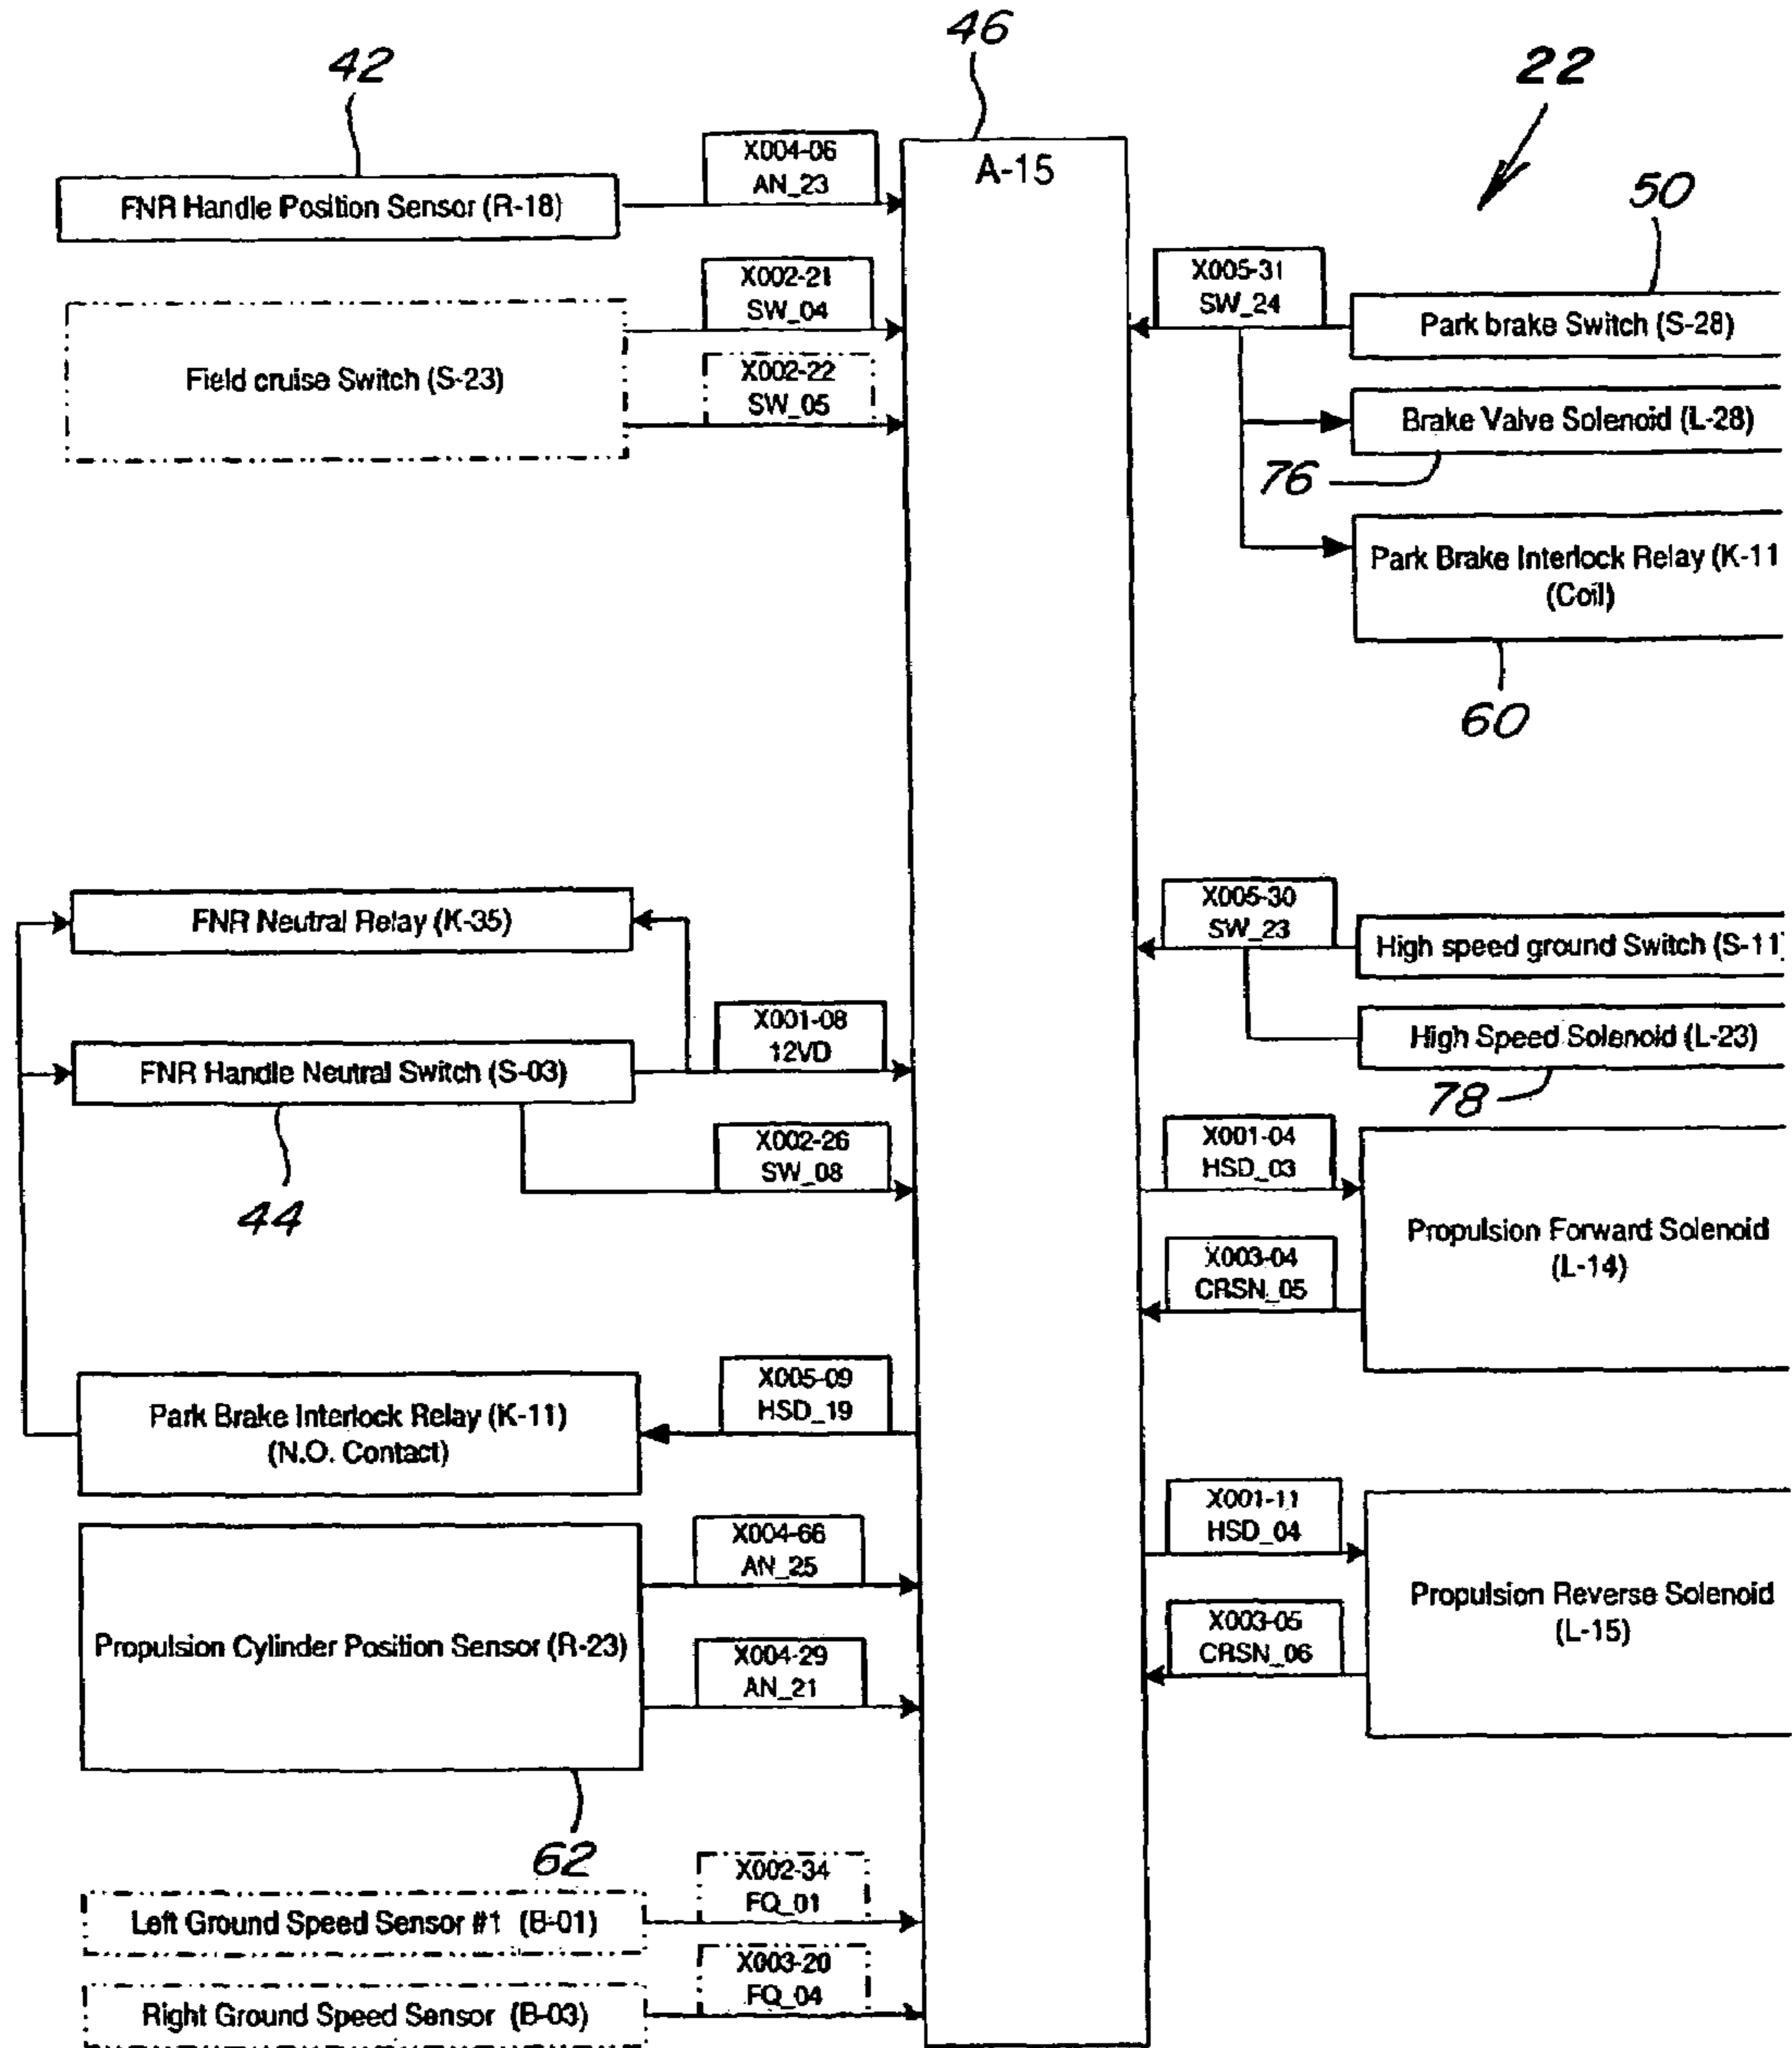 42
46
22
FNR Handle Position Sensor (R-18)
X004-06
AN_23
A-15
50
Field cruise Switch (S-23)
X002-21
SW_04
X002-22
SW_05
X005-31
SW_24
Park brake Switch (S-28)
Brake Valve Solenoid (L-28)
76
Park Brake Interlock Relay (K-11
(Coil)
60
FNR Neutral Relay (K-35)
X005-30
SW_23
High speed ground Switch (S-11)
High Speed Solenoid (L-23)
78
X001-08
12VD
FNR Handle Neutral Switch (S-03)
44
X002-26
SW_08
X001-04
HSD_03
X003-04
CRSN_05
Propulsion Forward Solenoid
(L-14)
Park Brake Interlock Relay (K-11)
(N.O. Contact)
X005-09
HSD_19
X001-11
HSD_04
X003-05
CRSN_06
Propulsion Reverse Solenoid
(L-15)
Propulsion Cylinder Position Sensor (R-23)
X004-66
AN_25
X004-29
AN_21
62
Left Ground Speed Sensor #1 (B-01)
X002-34
FQ_01
Right Ground Speed Sensor (B-03)
X003-20
FQ_04